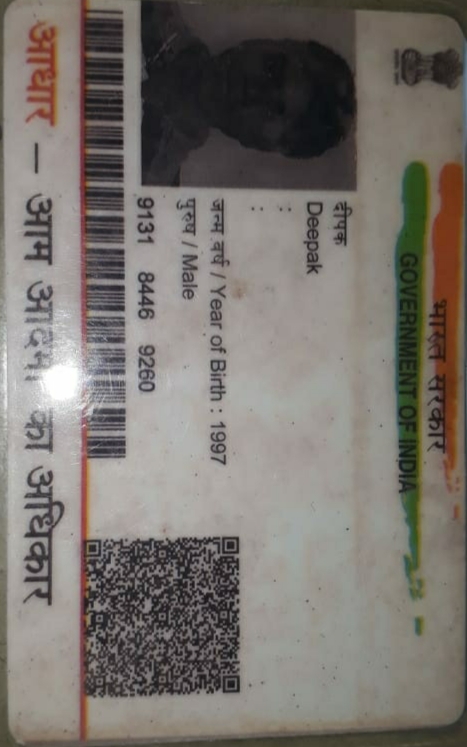 भारत सरकार
GOVERNMENT OF INDIA
दीपक
Deepak
:
:
जन्म वर्ष / Year of Birth : 1997
पुरुष / Male
9131 8446 9260
आधार – आम आदमी का अधिकार